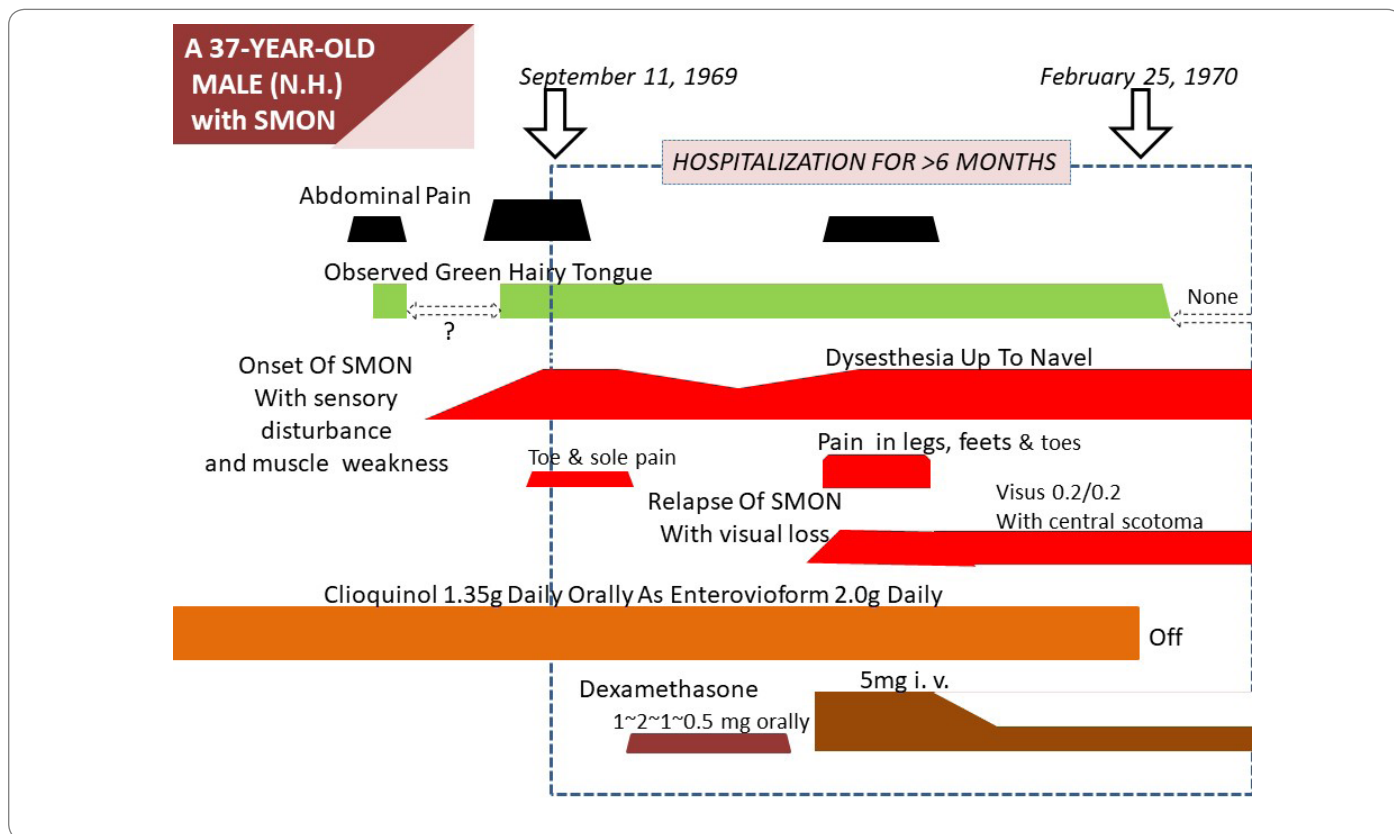 A 37-YEAR-OLD
MALE (N.H.)
with SMON
September 11, 1969
February 25, 1970
HOSPITALIZATION FOR >6 MONTHS
Abdominal Pain
Observed Green Hairy Tongue
?
None
Onset Of SMON
With sensory
disturbance
and muscle weakness
Dysesthesia Up To Navel
Toe & sole pain
Pain in legs, feets & toes
Relapse Of SMON
With visual loss
Visus 0.2/0.2
With central scotoma
Clioquinol 1.35g Daily Orally As Enterovioform 2.0g Daily
Off
Dexamethasone
1~2~1~0.5 mg orally
5mg i. v.